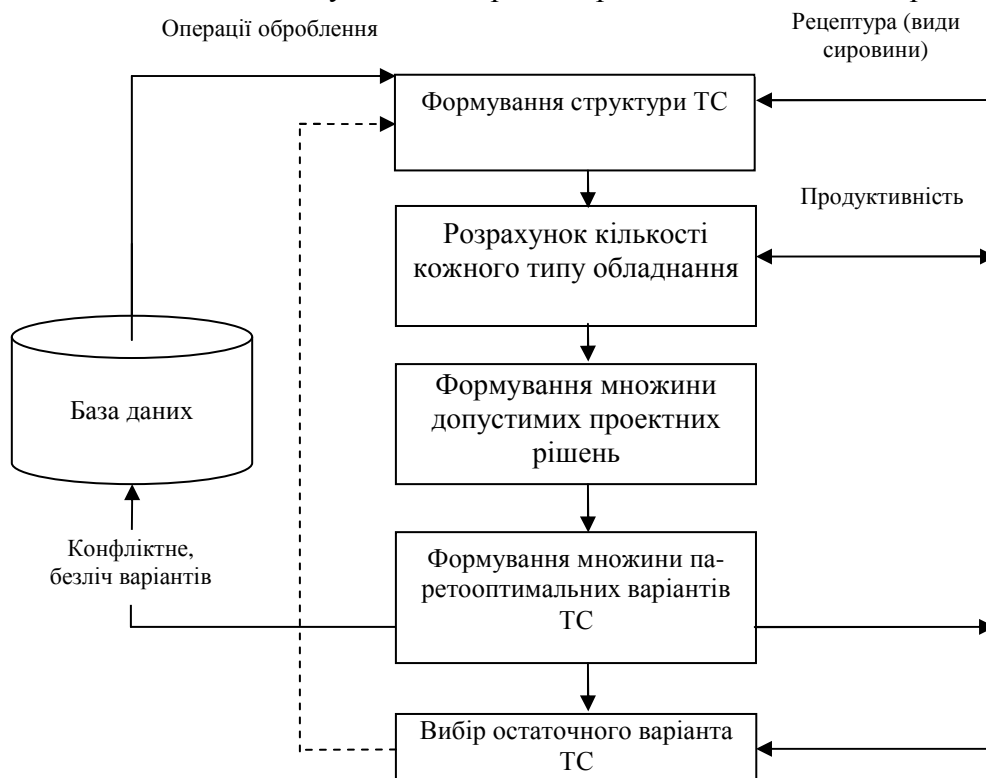 Операції оброблення
Рецептура (види
сировини)
Формування структури ТС
Продуктивність
Розрахунок кількості
кожного типу обладнання
База даних
Формування множини
допустимих проектних
рішень
Конфліктне,
безліч варіантів
Формування множини па-
ретооптимальних варіантів
ТС
Вибір остаточного варіанта
ТС